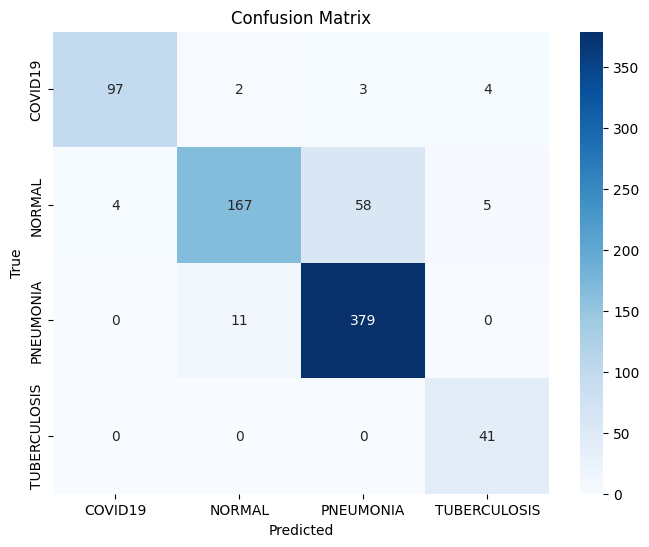 Confusion Matrix
True
COVID19
97 2 3 4
NORMAL
4 167 58 5
PNEUMONIA
0 11 379 0
TUBERCULOSIS
0 0 0 41
COVID19 NORMAL PNEUMONIA TUBERCULOSIS
Predicted
350
300
250
200
150
100
50
0